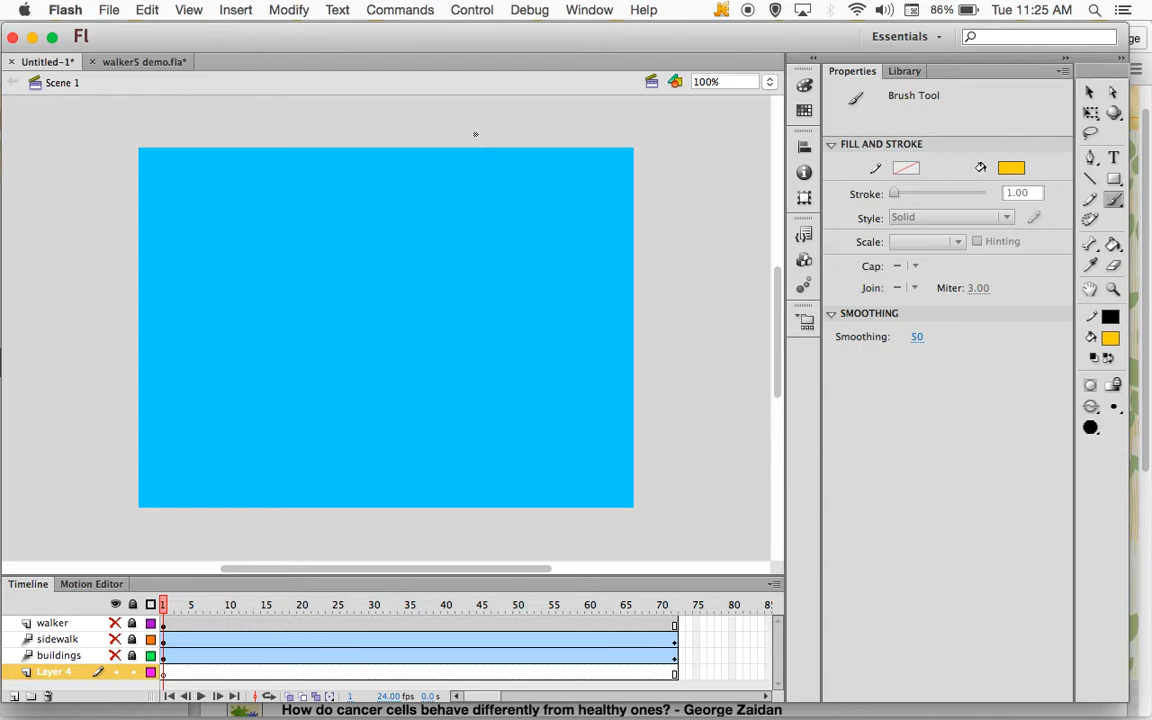 Flash File Edit View Insert Modify Text Commands Control Debug Window Help 86% Tue 11:25 AM
Fl Essentials
Untitled-1* walker5 demo.fla*
Scene 1 100%
Properties Library
Brush Tool
FILL AND STROKE
Stroke: 1.00
Style: Solid
Scale: Hinting
Cap:
Join: Miter: 3.00
SMOOTHING
Smoothing: 50
Timeline Motion Editor
1 5 10 15 20 25 30 35 40 45 50 55 60 65 70 75 80 85
walker
sidewalk
buildings
Layer 4
1 24.00 fps 0.0 s
How do cancer cells behave differently from healthy ones? - George Zaidan